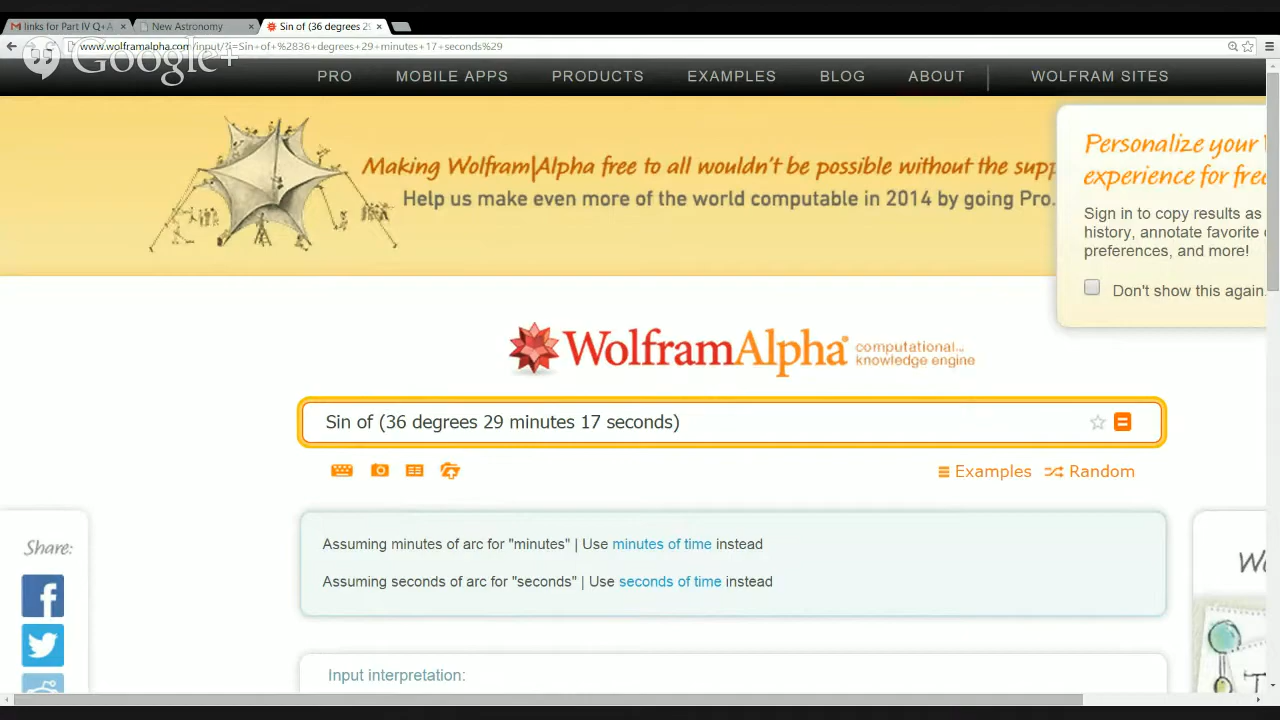 links for Part IV Q+A
New Astronomy
Sin of (36 degrees 29
www.wolframalpha.com/input/?i=Sin+of+%2836+degrees+29+minutes+17+seconds%29
Google+
PRO MOBILE APPS PRODUCTS EXAMPLES BLOG ABOUT WOLFRAM SITES
Making Wolfram|Alpha free to all wouldn't be possible without the supp
Help us make even more of the world computable in 2014 by going Pro.
Personalize your
experience for free
Sign in to copy results as
history, annotate favorite
preferences, and more!
Don't show this again.
WolframAlpha computational...
knowledge engine
Sin of (36 degrees 29 minutes 17 seconds)
Examples Random
Assuming minutes of arc for "minutes" | Use minutes of time instead
Assuming seconds of arc for "seconds" | Use seconds of time instead
Share:
Input interpretation: